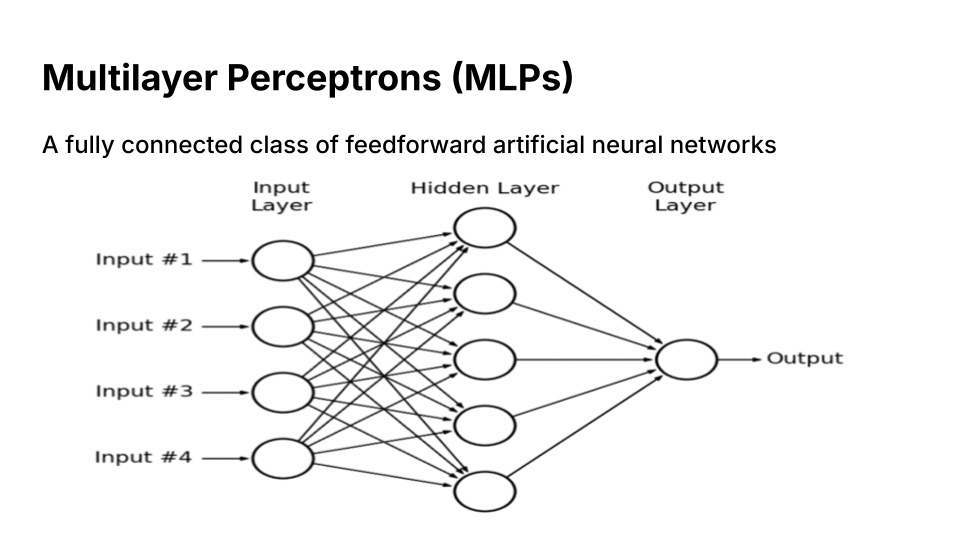 Multilayer Perceptrons (MLPs)
A fully connected class of feedforward artificial neural networks
Input
Layer
Hidden Layer
Output
Layer
Input #1
Input #2
Input #3
Input #4
Output